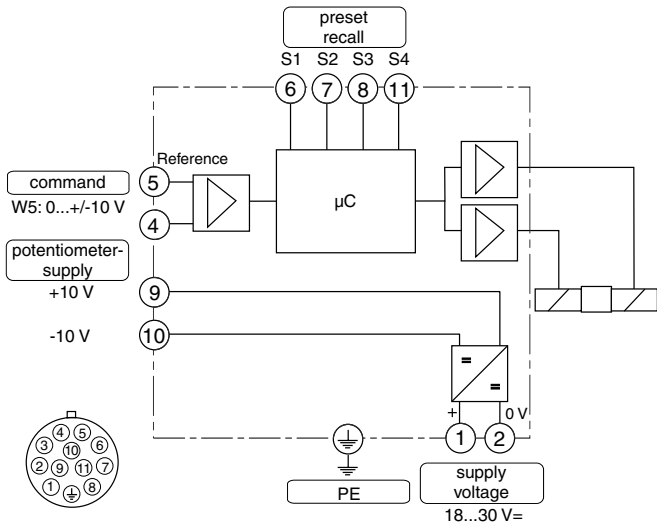 preset
recall
S1 S2 S3 S4
6 7 8 11
Reference
5
command
W5: 0...+/-10 V
4
µC
potentiometer-
supply
+10 V
9
-10 V
10
=
=
+ 0 V
1 2
PE
supply
voltage
18...30 V=
4 5
3 10 6
2 9 11 7
1 8